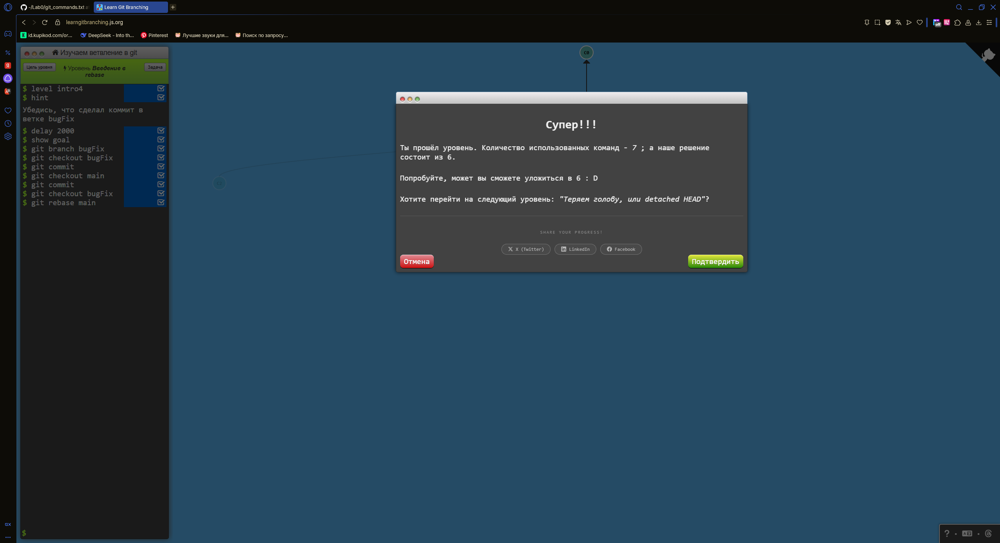 -/Lab0/git_commands.txt a
Learn Git Branching
learngitbranching.js.org
off
id.kupikod.com/or...
DeepSeek - Into th...
Pinterest
Лучшие звуки для...
Поиск по запросу...
Изучаем ветвление в git
Цель уровня
Уровень Введение в rebase
Задача
$ level intro4
$ hint
Убедись, что сделал коммит в
ветке bugFix
$ delay 2000
$ show goal
$ git branch bugFix
$ git checkout bugFix
$ git commit
$ git checkout main
$ git commit
$ git checkout bugFix
$ git rebase main
$
C0
C2
Супер!!!
Ты прошёл уровень. Количество использованных команд - 7 ; а наше решение
состоит из 6.
Попробуйте, может вы сможете уложиться в 6 : D
Хотите перейти на следующий уровень: "Теряем голову, или detached HEAD"?
SHARE YOUR PROGRESS!
X (Twitter)
LinkedIn
Facebook
Отмена
Подтвердить
GX
?